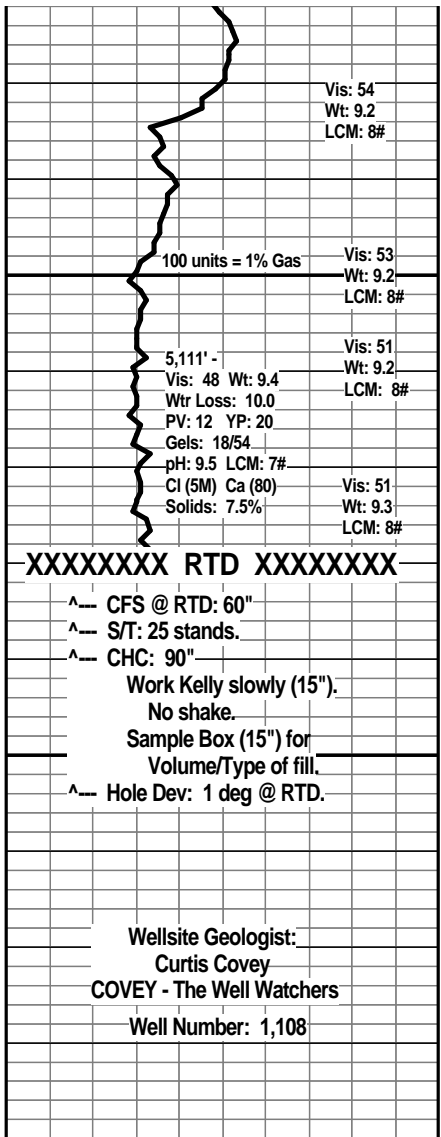 Vis: 54
Wt: 9.2
LCM: 8#
100 units = 1% Gas
Vis: 53
Wt: 9.2
LCM: 8#
Vis: 51
Wt: 9.2
LCM: 8#
5,111' -
Vis: 48 Wt: 9.4
Wtr Loss: 10.0
PV: 12 YP: 20
Gels: 18/54
pH: 9.5 LCM: 7#
Cl (5M) Ca (80)
Solids: 7.5%
Vis: 51
Wt: 9.3
LCM: 8#
XXXXXXXX RTD XXXXXXXX
^--- CFS @ RTD: 60"
^--- S/T: 25 stands.
^--- CHC: 90"
Work Kelly slowly (15").
No shake.
Sample Box (15") for
Volume/Type of fill.
^--- Hole Dev: 1 deg @ RTD.
Wellsite Geologist:
Curtis Covey
COVEY - The Well Watchers
Well Number: 1,108